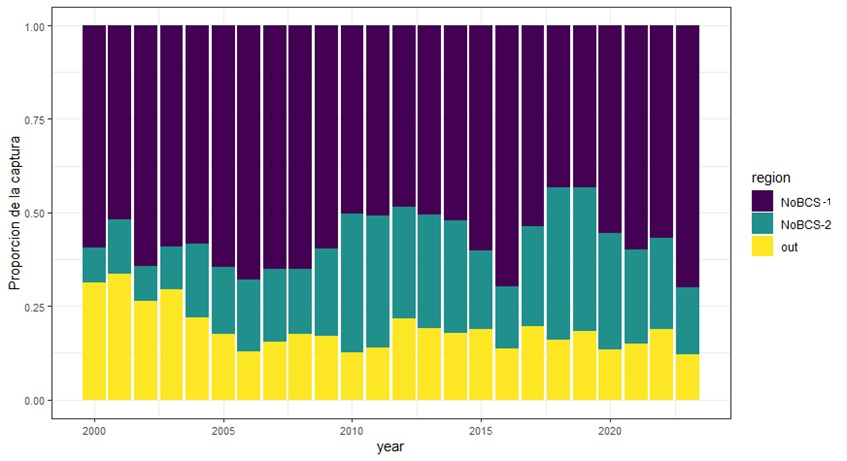 1.00
0.75
0.50
0.25
0.00
Proporcion de la captura
2000 2005 2010 2015 2020
year
region
NoBCS -1
NoBCS-2
out